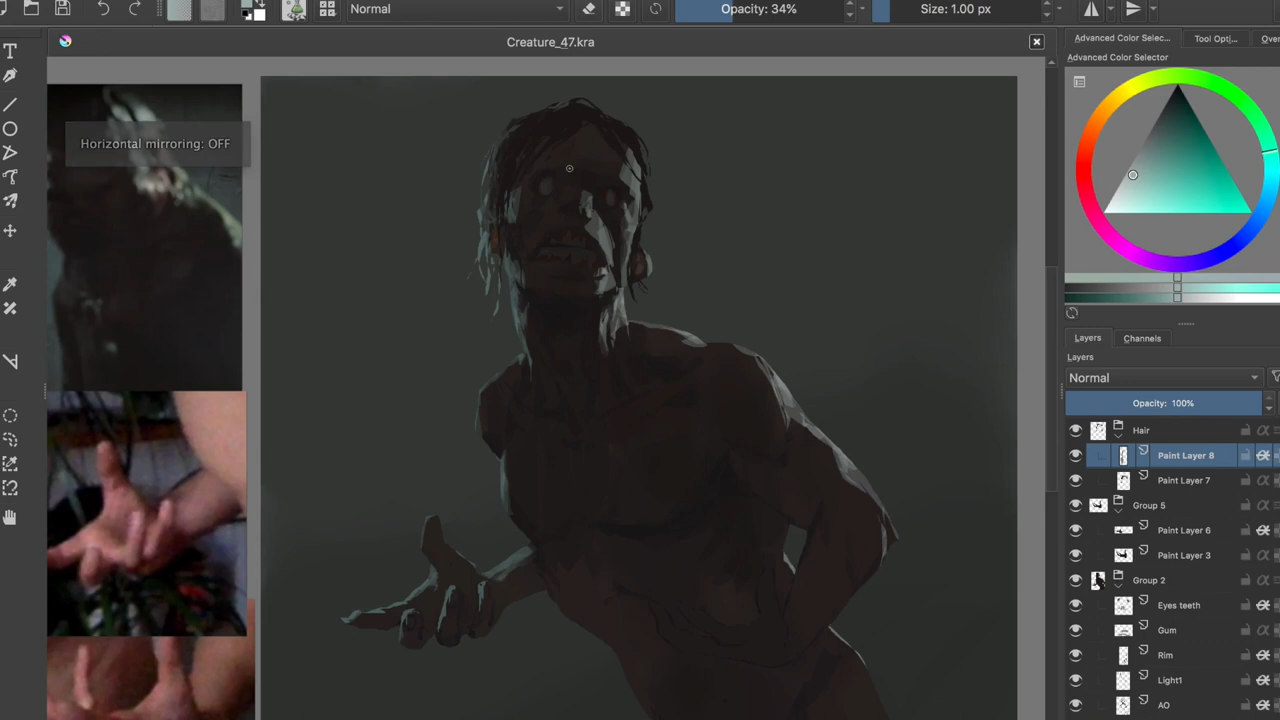 Normal
Opacity: 34%
Size: 1.00 px
Creature_47.kra
Advanced Color Selec...
Tool Opti...
Over
Advanced Color Selector
Horizontal mirroring: OFF
Layers
Channels
Layers
Normal
Opacity: 100%
Hair
Paint Layer 8
Paint Layer 7
Group 5
Paint Layer 6
Paint Layer 3
Group 2
Eyes teeth
Gum
Rim
Light1
AO